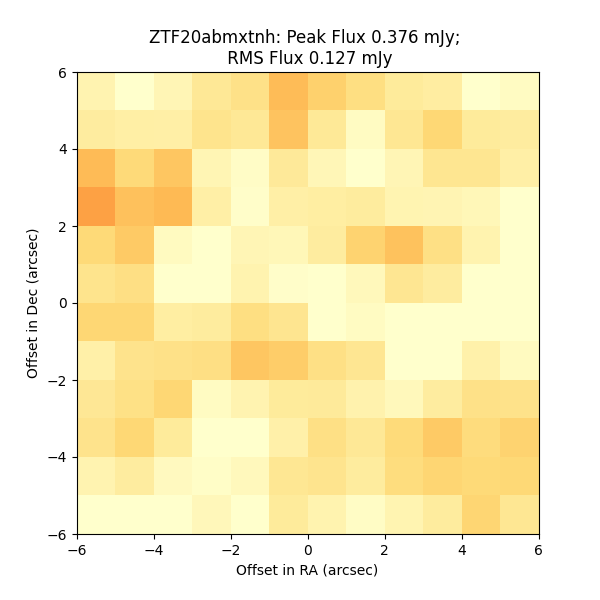 ZTF20abmxtnh: Peak Flux 0.376 mJy;
RMS Flux 0.127 mJy
6
4
2
0
−2
−4
−6
Offset in Dec (arcsec)
−6 −4 −2 0 2 4 6
Offset in RA (arcsec)